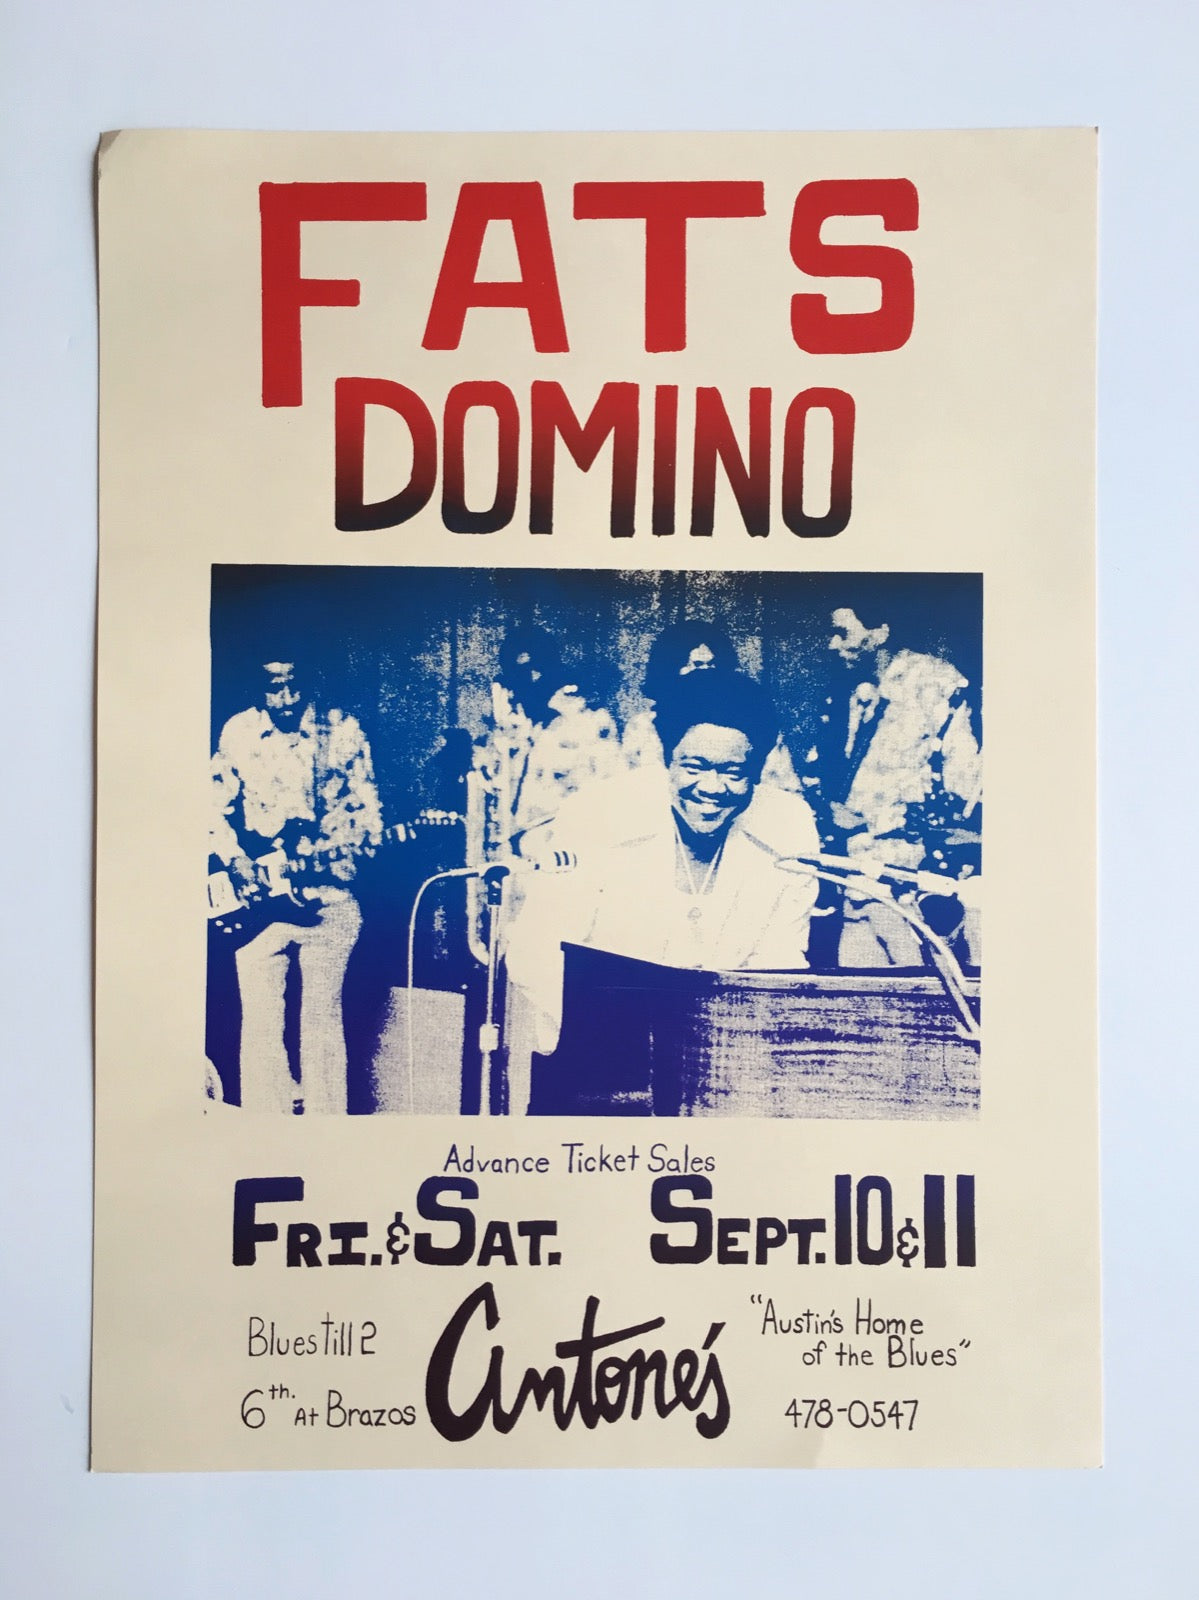 FATS
DOMINO
Advance Ticket Sales
FRI. & SAT. SEPT. 10 & 11
Blues Till 2
6th. At Brazos
antone's
"Austin's Home
of the Blues"
478-0547